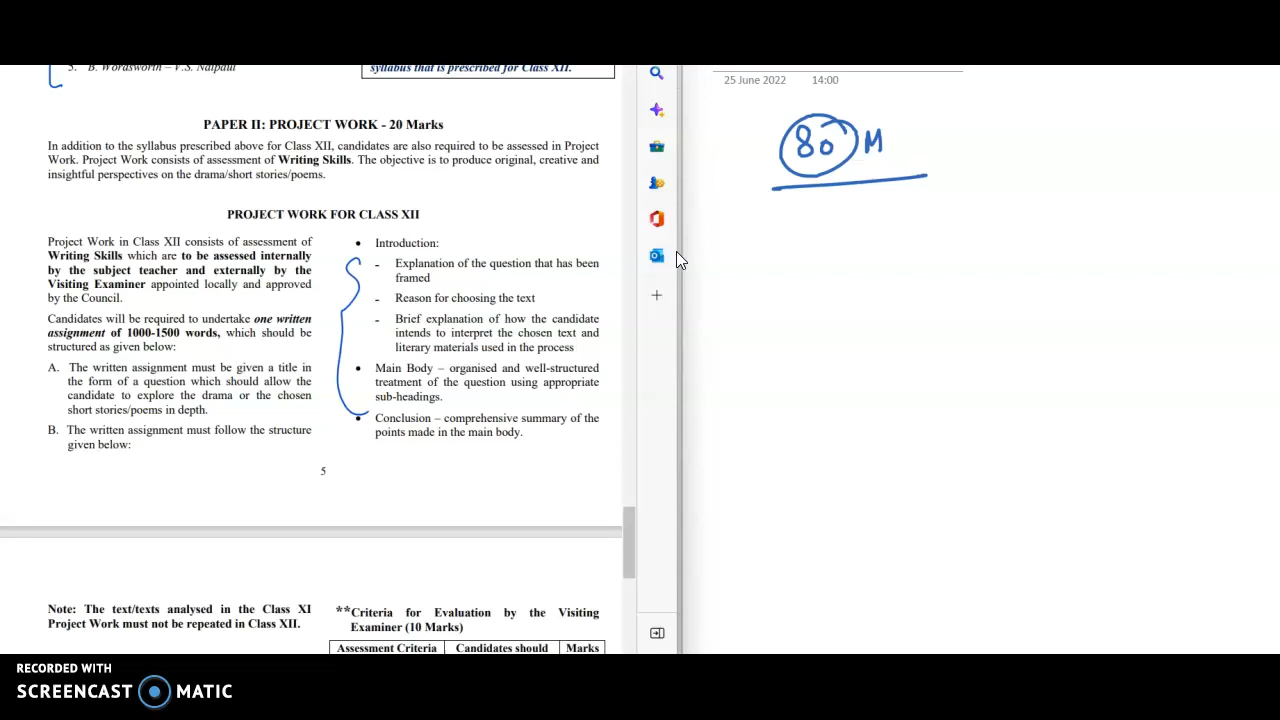 5. B. Wordsworth – V.S. Naipaul
syllabus that is prescribed for Class XII.
PAPER II: PROJECT WORK - 20 Marks
In addition to the syllabus prescribed above for Class XII, candidates are also required to be assessed in Project
Work. Project Work consists of assessment of Writing Skills. The objective is to produce original, creative and
insightful perspectives on the drama/short stories/poems.
PROJECT WORK FOR CLASS XII
Project Work in Class XII consists of assessment of
Writing Skills which are to be assessed internally
by the subject teacher and externally by the
Visiting Examiner appointed locally and approved
by the Council.
Candidates will be required to undertake one written
assignment of 1000-1500 words, which should be
structured as given below:
A. The written assignment must be given a title in
the form of a question which should allow the
candidate to explore the drama or the chosen
short stories/poems in depth.
B. The written assignment must follow the structure
given below:
• Introduction:
- Explanation of the question that has been
framed
- Reason for choosing the text
- Brief explanation of how the candidate
intends to interpret the chosen text and
literary materials used in the process
• Main Body – organised and well-structured
treatment of the question using appropriate
sub-headings.
• Conclusion – comprehensive summary of the
points made in the main body.
5
Note: The text/texts analysed in the Class XI
Project Work must not be repeated in Class XII.
**Criteria for Evaluation by the Visiting
Examiner (10 Marks)
Assessment Criteria Candidates should Marks
25 June 2022 14:00
80 M
RECORDED WITH
SCREENCAST MATIC